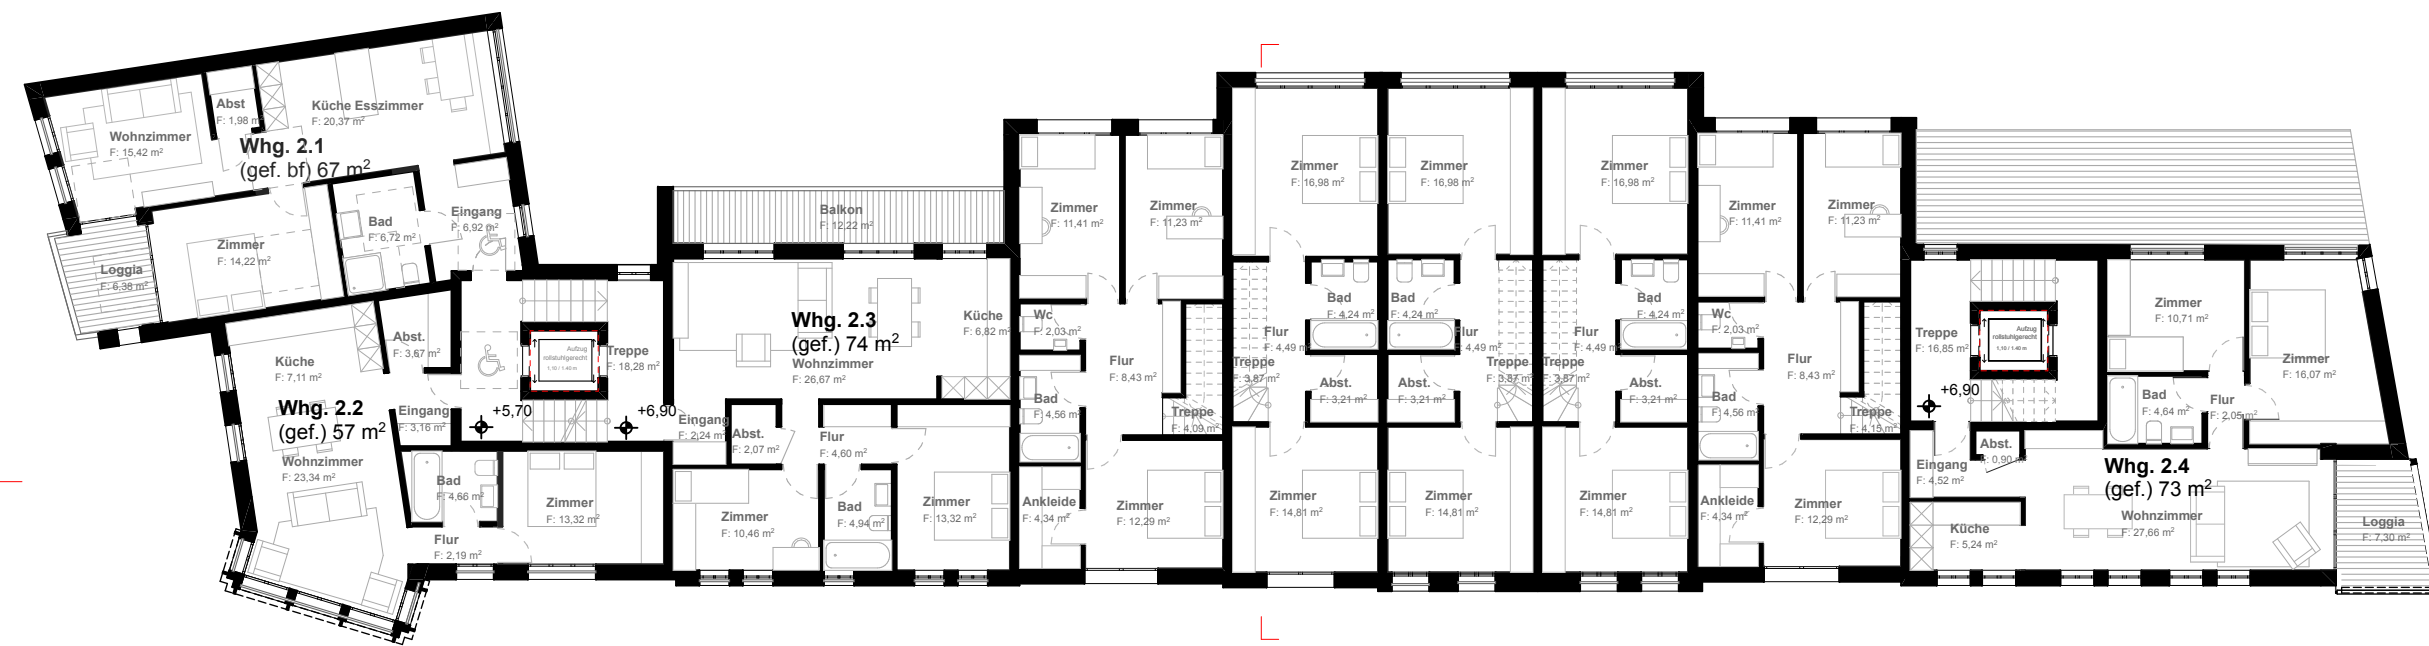 Wohnzimmer
F: 15,42 m²
Abst
F: 1,98 m²
Küche Esszimmer
F: 20,37 m²
Whg. 2.1
(gef. bf) 67 m²
Bad
F: 6,72 m²
Eingang
F: 6,92 m²
Zimmer
F: 14,22 m²
Loggia
F: 6,38 m²
Küche
F: 7,11 m²
Abst.
F: 3,67 m²
Whg. 2.2
(gef.) 57 m²
Eingang
F: 3,16 m²
Wohnzimmer
F: 23,34 m²
Bad
F: 4,66 m²
Zimmer
F: 13,32 m²
Flur
F: 2,19 m²
Aufzug
rollstuhlgerecht
1,10 / 1.40 m
Treppe
F: 18,28 m²
+5,70
+6,90
Balkon
F: 12,22 m²
Whg. 2.3
(gef.) 74 m²
Wohnzimmer
F: 26,67 m²
Küche
F: 6,82 m²
Eingang
F: 2,24 m²
Abst.
F: 2,07 m²
Flur
F: 4,60 m²
Zimmer
F: 10,46 m²
Bad
F: 4,94 m²
Zimmer
F: 13,32 m²
Zimmer
F: 11,41 m²
Zimmer
F: 11,23 m²
Wc
F: 2,03 m²
Flur
F: 8,43 m²
Bad
F: 4,56 m²
Treppe
F: 4,09 m²
Ankleide
F: 4,34 m²
Zimmer
F: 12,29 m²
Zimmer
F: 16,98 m²
Bad
F: 4,24 m²
Flur
F: 4,49 m²
Treppe
F: 3,87 m²
Abst.
F: 3,21 m²
Zimmer
F: 14,81 m²
Zimmer
F: 16,98 m²
Bad
F: 4,24 m²
Flur
F: 4,49 m²
Treppe
F: 3,87 m²
Abst.
F: 3,21 m²
Zimmer
F: 14,81 m²
Zimmer
F: 16,98 m²
Bad
F: 4,24 m²
Flur
F: 4,49 m²
Treppe
F: 3,87 m²
Abst.
F: 3,21 m²
Zimmer
F: 14,81 m²
Zimmer
F: 11,41 m²
Zimmer
F: 11,23 m²
Wc
F: 2,03 m²
Flur
F: 8,43 m²
Bad
F: 4,56 m²
Treppe
F: 4,15 m²
Ankleide
F: 4,34 m²
Zimmer
F: 12,29 m²
Treppe
F: 16,85 m²
Aufzug
rollstuhlgerecht
1,10 / 1.40 m
+6,90
Zimmer
F: 10,71 m²
Zimmer
F: 16,07 m²
Bad
F: 4,64 m²
Flur
F: 2,05 m²
Abst.
F: 0,90 m²
Eingang
F: 4,52 m²
Whg. 2.4
(gef.) 73 m²
Wohnzimmer
F: 27,66 m²
Küche
F: 5,24 m²
Loggia
F: 7,30 m²